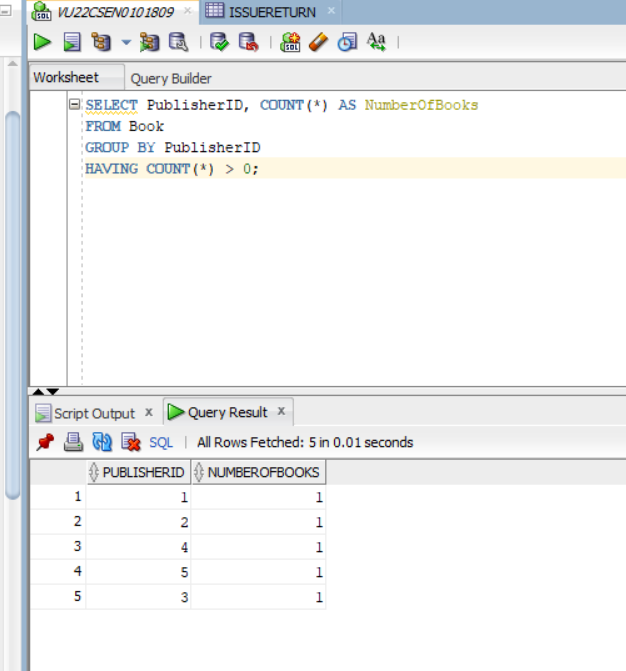 VU22CSEN0101809 × ISSUERETURN ×
SQL Aa
Worksheet Query Builder
SELECT PublisherID, COUNT(*) AS NumberOfBooks
FROM Book
GROUP BY PublisherID
HAVING COUNT(*) > 0;
Script Output x Query Result x
SQL | All Rows Fetched: 5 in 0.01 seconds
PUBLISHERID NUMBEROFBOOKS
1 1 1
2 2 1
3 4 1
4 5 1
5 3 1